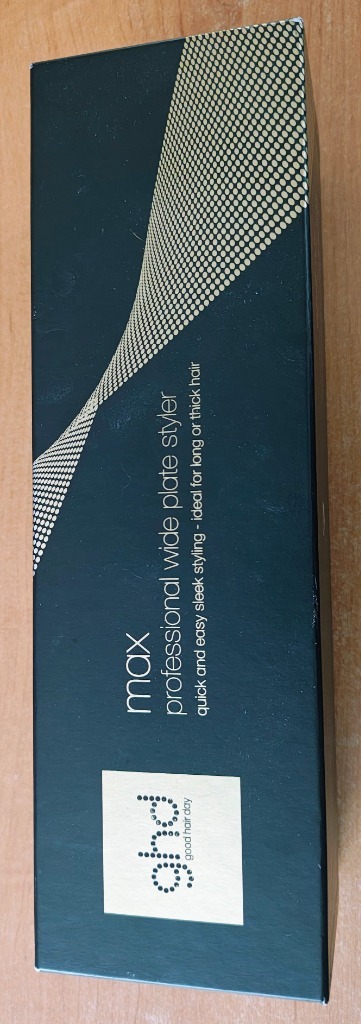 ghd
good hair day
max
professional wide plate styler
quick and easy sleek styling - ideal for long or thick hair